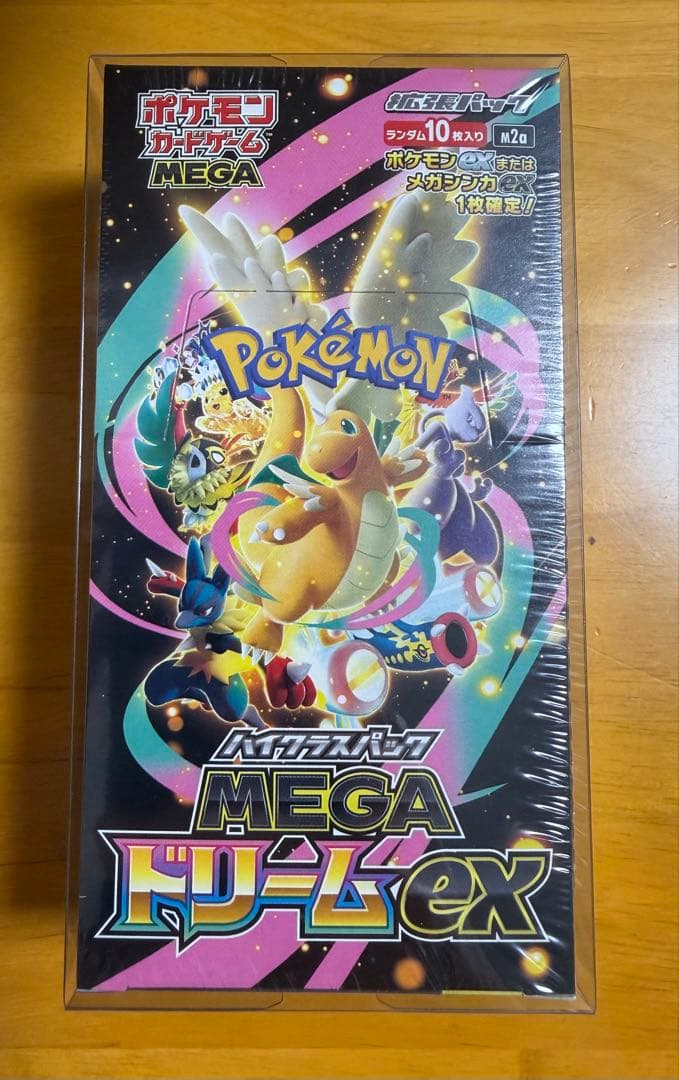 ポケモン
カードゲーム™
MEGA
拡張パック
ランダム10枚入り M2a
ポケモンexまたは
メガシンカex
1枚確定!
POKéMON™
ハイクラスパック
MEGA
ドリームex